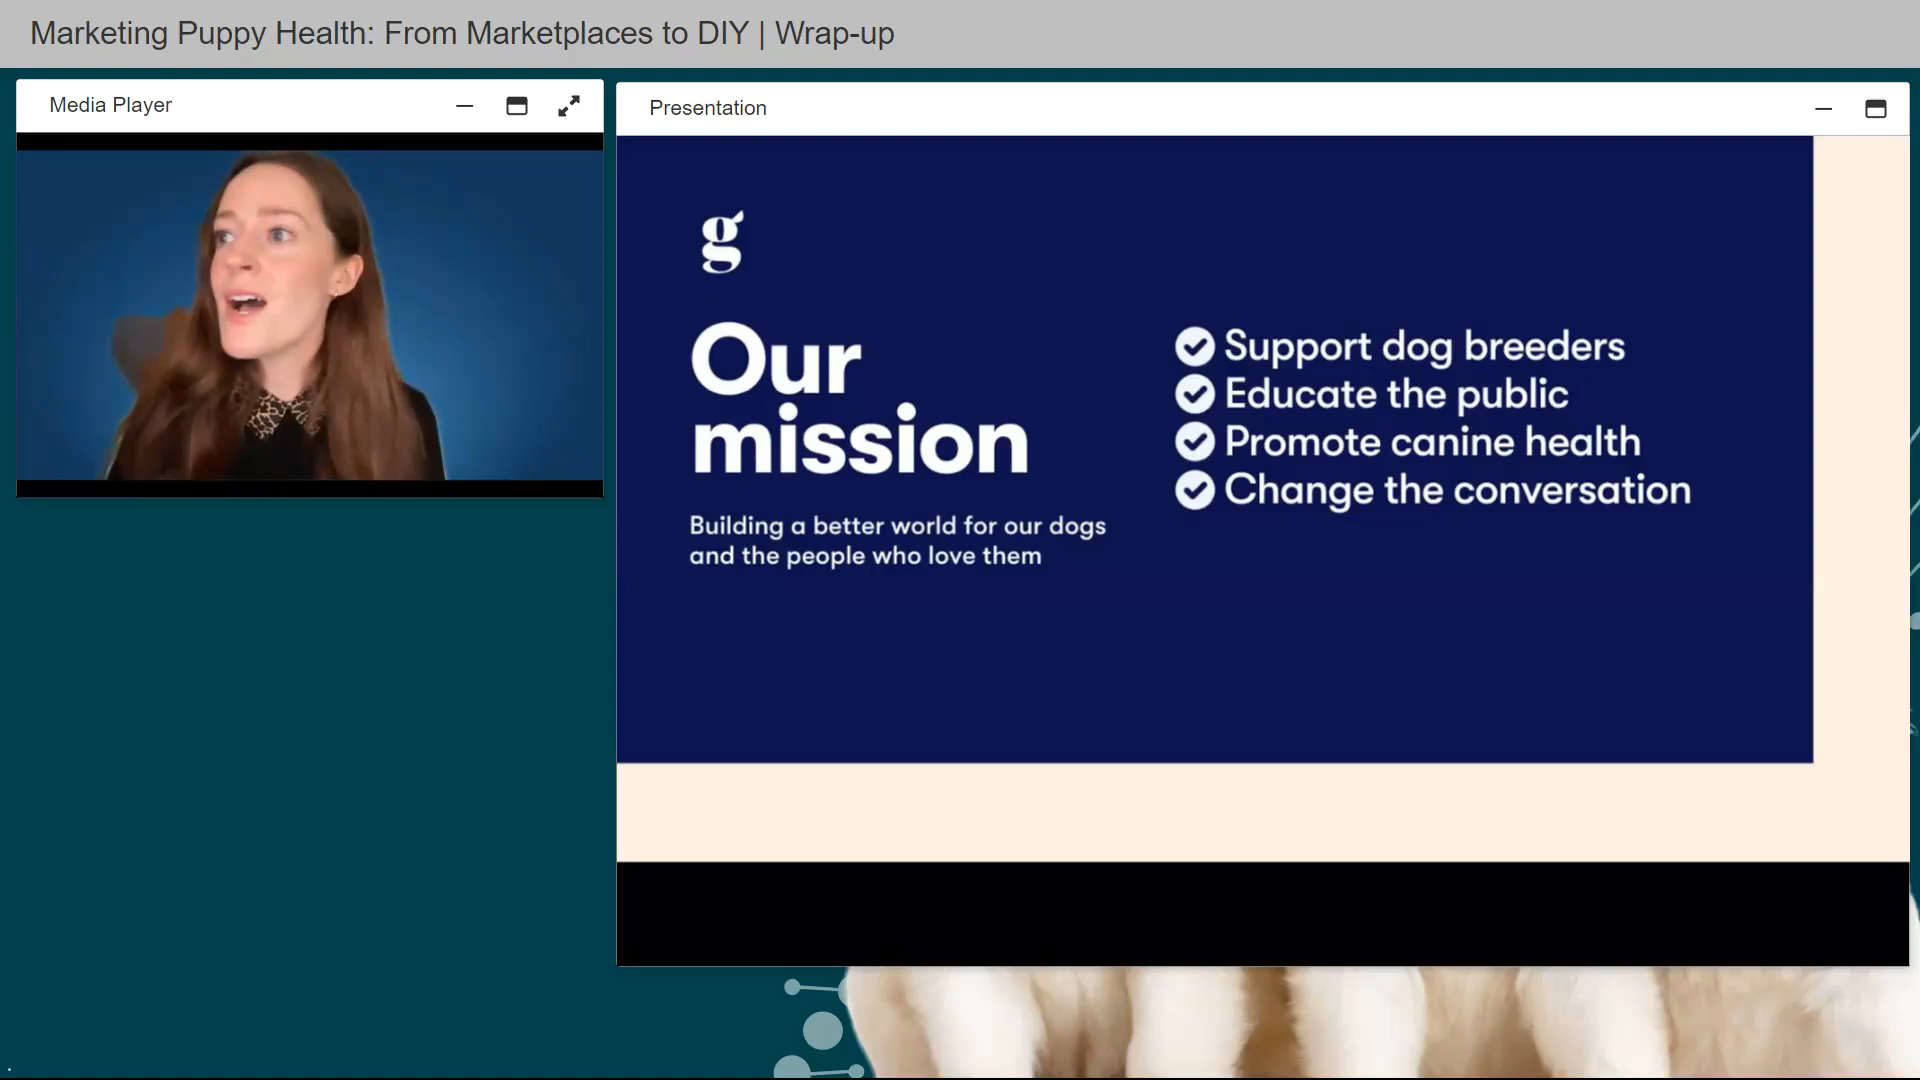 Marketing Puppy Health: From Marketplaces to DIY | Wrap-up
Media Player
Presentation
g
Our
mission
Building a better world for our dogs
and the people who love them
Support dog breeders
Educate the public
Promote canine health
Change the conversation